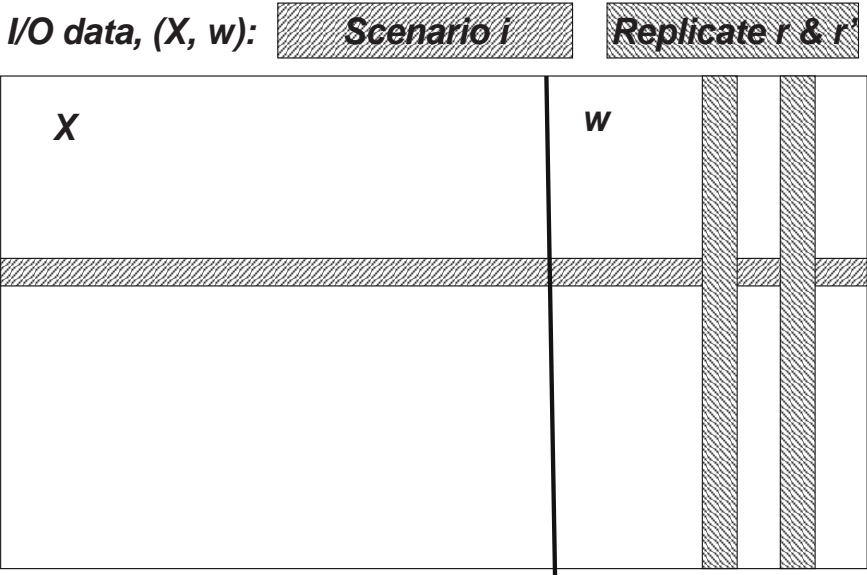 I/O data, (X, w): Scenario i Replicate r & r'
X w